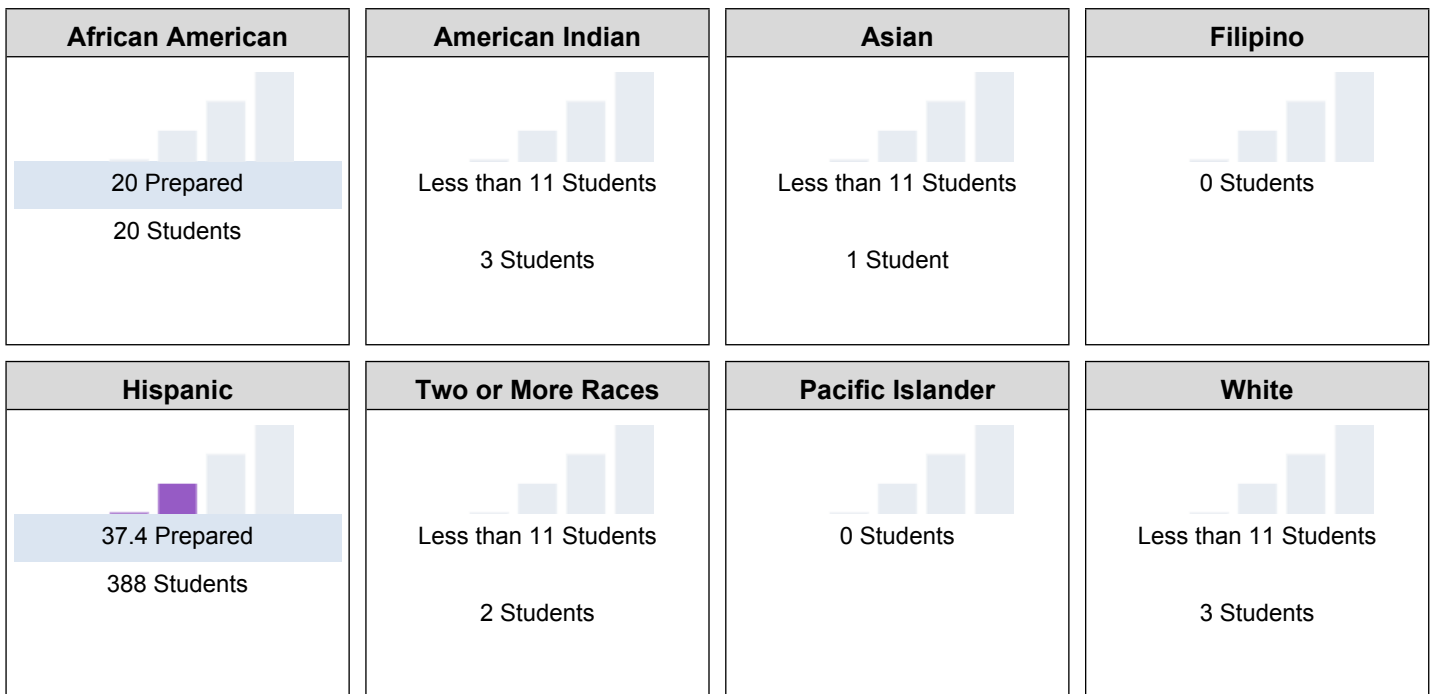 African American
20 Prepared
20 Students
American Indian
Less than 11 Students
3 Students
Asian
Less than 11 Students
1 Student
Filipino
0 Students
Hispanic
37.4 Prepared
388 Students
Two or More Races
Less than 11 Students
2 Students
Pacific Islander
0 Students
White
Less than 11 Students
3 Students